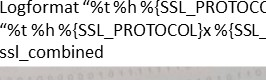 Logformat “%t %h %{SSL_PROTOCO
“%t %h %{SSL_PROTOCOL}x %{SSL_
ssl_combined